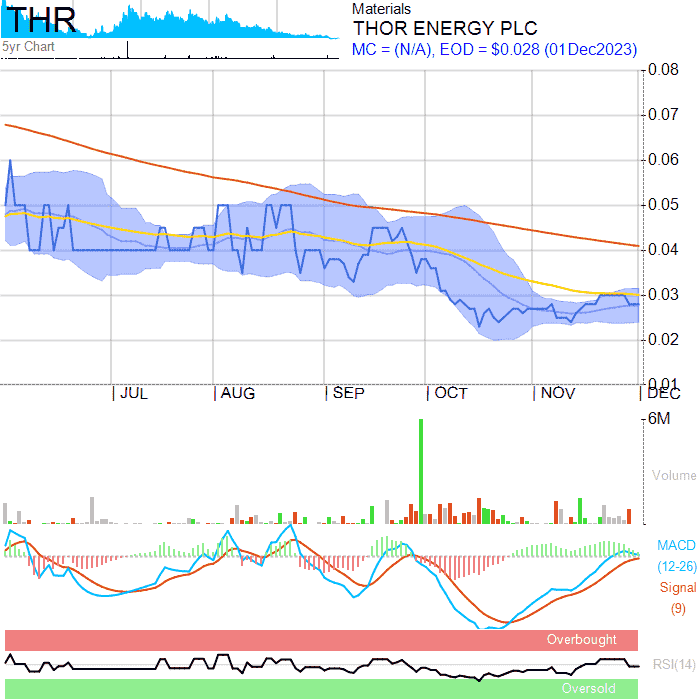 THR
5yr Chart
Materials
THOR ENERGY PLC
MC = (N/A), EOD = $0.028 (01Dec2023)
0.08
0.07
0.06
0.05
0.04
0.03
0.02
0.01
JUL AUG SEP OCT NOV DEC
6M
Volume
MACD
(12-26)
Signal
(9)
Overbought
RSI(14)
Oversold